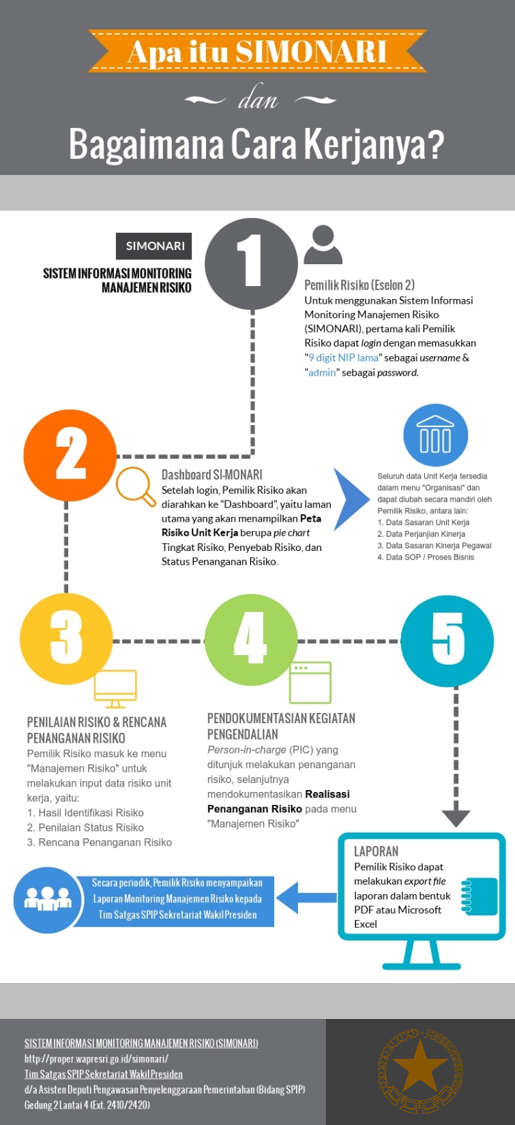 Apa itu SIMONARI
dan
Bagaimana Cara Kerjanya?
SIMONARI
SISTEM INFORMASI MONITORING
MANAJEMEN RISIKO
1
Pemilik Risiko (Eselon 2)
Untuk menggunakan Sistem Informasi
Monitoring Manajemen Risiko
(SIMONARI), pertama kali Pemilik
Risiko dapat login dengan memasukkan
"9 digit NIP lama" sebagai username &
"admin" sebagai password.
2
Dashboard SI-MONARI
Setelah login, Pemilik Risiko akan
diarahkan ke "Dashboard", yaitu laman
utama yang akan menampilkan Peta
Risiko Unit Kerja berupa pie chart
Tingkat Risiko, Penyebab Risiko, dan
Status Penanganan Risiko.
Seluruh data Unit Kerja tersedia
dalam menu "Organisasi" dan
dapat diubah secara mandiri oleh
Pemilik Risiko, antara lain:
1. Data Sasaran Unit Kerja
2. Data Perjanjian Kinerja
3. Data Sasaran Kinerja Pegawai
4. Data SOP / Proses Bisnis
3
PENILAIAN RISIKO & RENCANA
PENANGANAN RISIKO
Pemilik Risiko masuk ke menu
"Manajemen Risiko" untuk
melakukan input data risiko unit
kerja, yaitu:
1. Hasil Identifikasi Risiko
2. Penilaian Status Risiko
3. Rencana Penanganan Risiko
4
PENDOKUMENTASIAN KEGIATAN
PENGENDALIAN
Person-in-charge (PIC) yang
ditunjuk melakukan penanganan
risiko, selanjutnya
mendokumentasikan Realisasi
Penanganan Risiko pada menu
"Manajemen Risiko"
5
LAPORAN
Pemilik Risiko dapat
melakukan export file
laporan dalam bentuk
PDF atau Microsoft
Excel
Secara periodik, Pemilik Risiko menyampaikan
Laporan Monitoring Manajemen Risiko kepada
Tim Satgas SPIP Sekretariat Wakil Presiden
SISTEM INFORMASI MONITORING MANAJEMEN RISIKO (SIMONARI)
http://proper.wapresri.go.id/simonari/
Tim Satgas SPIP Sekretariat Wakil Presiden
d/a Asisten Deputi Pengawasan Penyelenggaraan Pemerintahan (Bidang SPIP)
Gedung 2 Lantai 4 (Ext. 2410/2420)